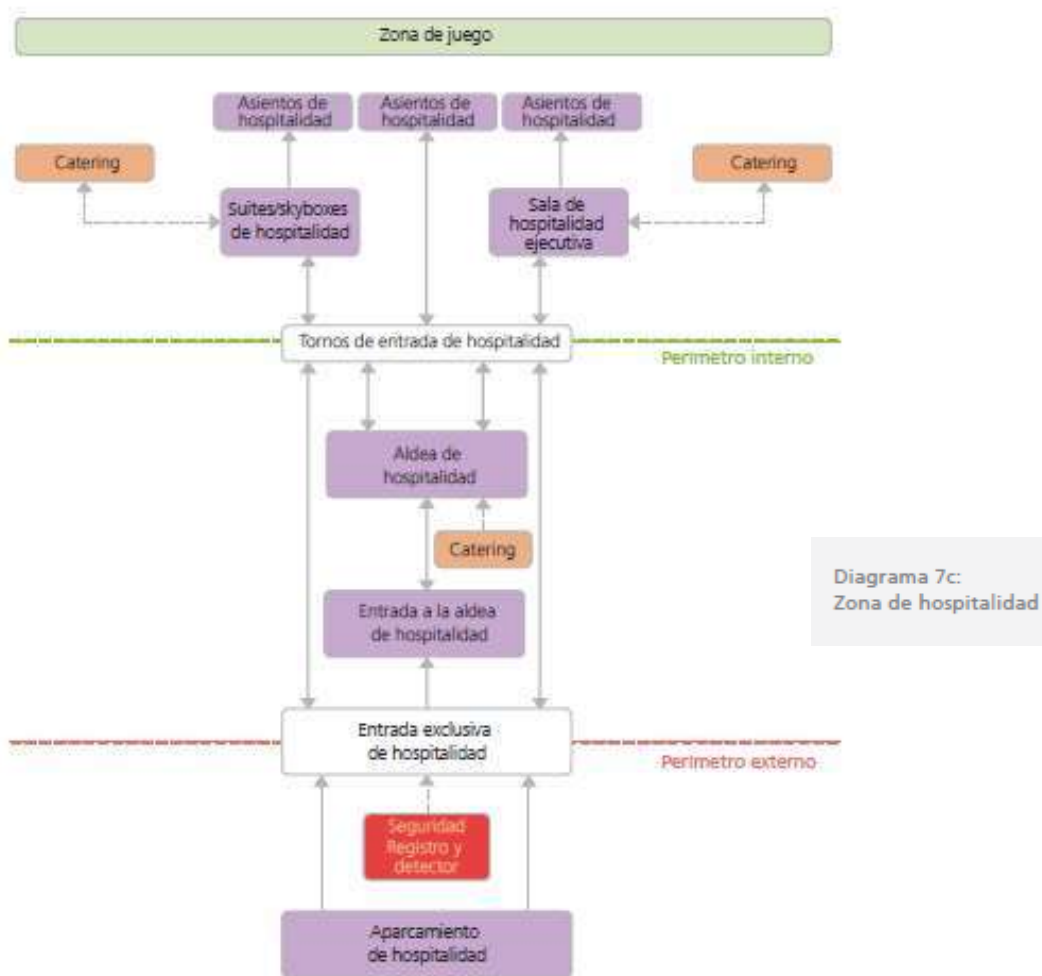 Zona de juego
Asientos de
hospitalidad
Asientos de
hospitalidad
Asientos de
hospitalidad
Catering
Catering
Suites/skyboxes
de hospitalidad
Sala de
hospitalidad
ejecutiva
Tornos de entrada de hospitalidad
Perímetro interno
Aldea de
hospitalidad
Catering
Diagrama 7c:
Zona de hospitalidad
Entrada a la aldea
de hospitalidad
Entrada exclusiva
de hospitalidad
Perímetro externo
Seguridad
Registro y
detector
Aparcamiento
de hospitalidad